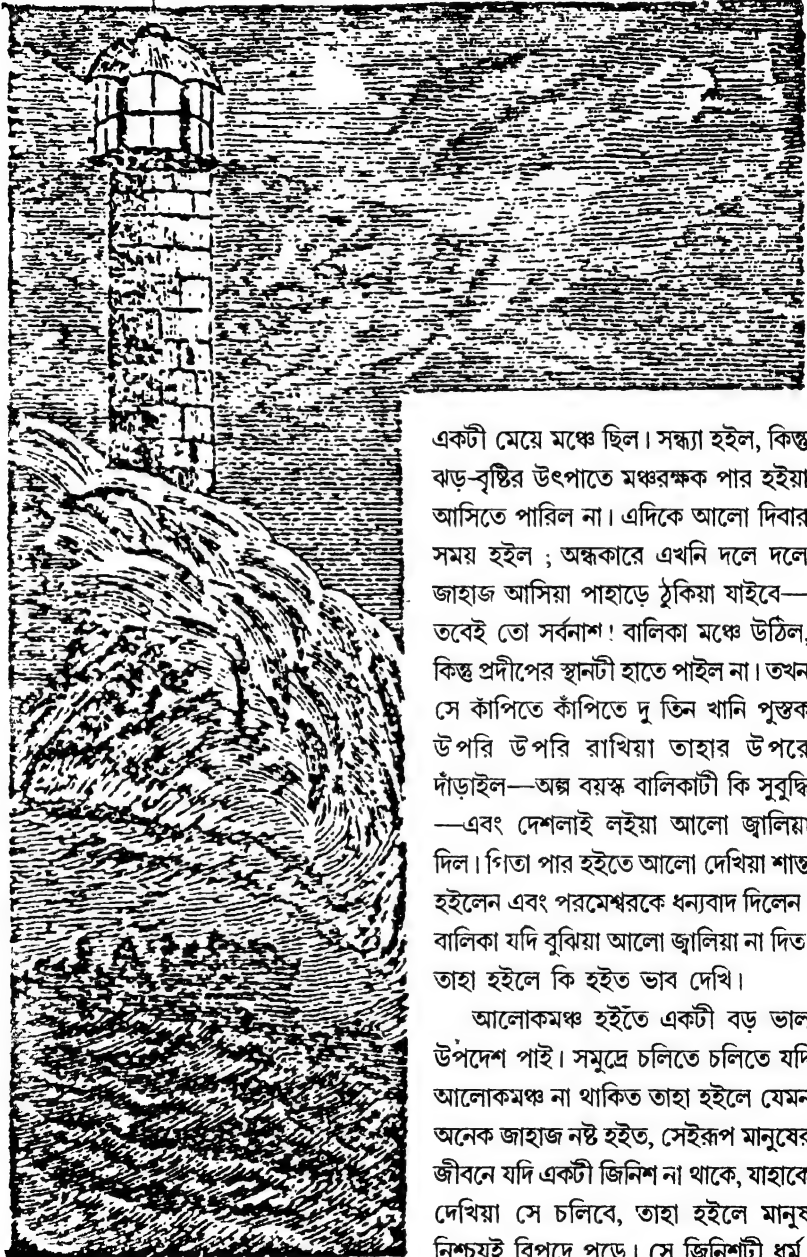 একটী মেয়ে মঞ্চে ছিল। সন্ধ্যা হইল, কিন্তু
ঝড়-বৃষ্টির উৎপাতে মঞ্চরক্ষক পার হইয়া
আসিতে পারিল না। এদিকে আলো দিবার
সময় হইল ; অন্ধকারে এখনি দলে দলে
জাহাজ আসিয়া পাহাড়ে ঠুকিয়া যাইবে—
তবেই তো সর্বনাশ! বালিকা মঞ্চে উঠিল,
কিন্তু প্রদীপের স্থানটী হাতে পাইল না। তখন
সে কাঁপিতে কাঁপিতে দু তিন খানি পুস্তক
উপরি উপরি রাখিয়া তাহার উপরে
দাঁড়াইল—অল্প বয়স্ক বালিকাটী কি সুবুদ্ধি
—এবং দেশলাই লইয়া আলো জ্বালিয়া
দিল। পিতা পার হইতে আলো দেখিয়া শান্ত
হইলেন এবং পরমেশ্বরকে ধন্যবাদ দিলেন
বালিকা যদি বুঝিয়া আলো জ্বালিয়া না দিত
তাহা হইলে কি হইত ভাব দেখি।
আলোকমঞ্চ হইতে একটী বড় ভাল
উপদেশ পাই। সমুদ্রে চলিতে চলিতে যদি
আলোকমঞ্চ না থাকিত তাহা হইলে যেমন
অনেক জাহাজ নষ্ট হইত, সেইরূপ মানুষের
জীবনে যদি একটী জিনিশ না থাকে, যাহাকে
দেখিয়া সে চলিবে, তাহা হইলে মানুষ
নিশ্চয়ই বিপদে পড়ে। সে জিনিশটী ধর্ম্ম